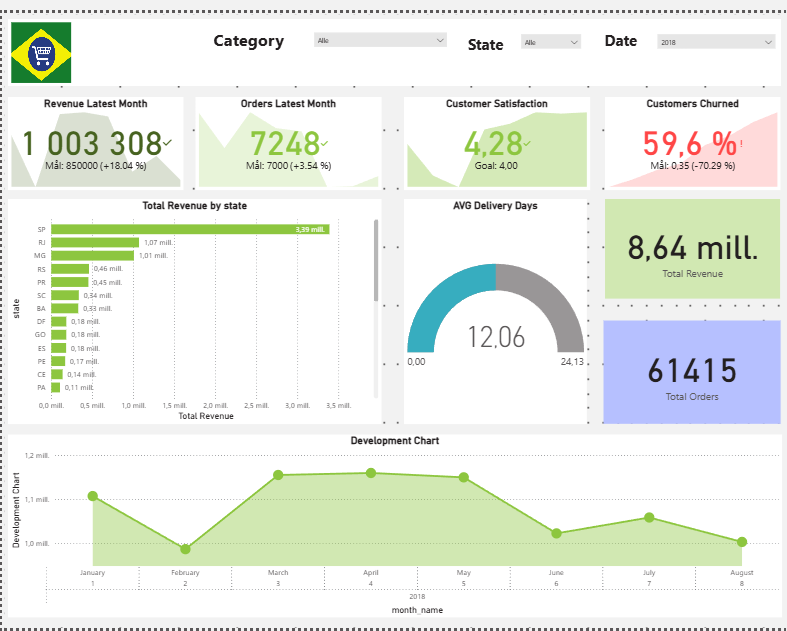 Category Alle State Alle Date 2018
Revenue Latest Month
1 003 308
Mål: 850000 (+18.04 %)
Orders Latest Month
7248
Mål: 7000 (+3.54 %)
Customer Satisfaction
4,28
Goal: 4,00
Customers Churned
59,6 %!
Mål: 0,35 (-70.29 %)
Total Revenue by state
state
SP 3,39 mill.
RJ 1,07 mill.
MG 1,01 mill.
RS 0,46 mill.
PR 0,45 mill.
SC 0,34 mill.
BA 0,33 mill.
DF 0,18 mill.
GO 0,18 mill.
ES 0,18 mill.
PE 0,17 mill.
CE 0,14 mill.
PA 0,11 mill.
0,0 mill. 0,5 mill. 1,0 mill. 1,5 mill. 2,0 mill. 2,5 mill. 3,0 mill. 3,5 mill.
Total Revenue
AVG Delivery Days
12,06
0,00 24,13
8,64 mill.
Total Revenue
61415
Total Orders
Development Chart
Development Chart
1,2 mill.
1,1 mill.
1,0 mill.
January February March April May June July August
1 2 3 4 5 6 7 8
2018
month_name